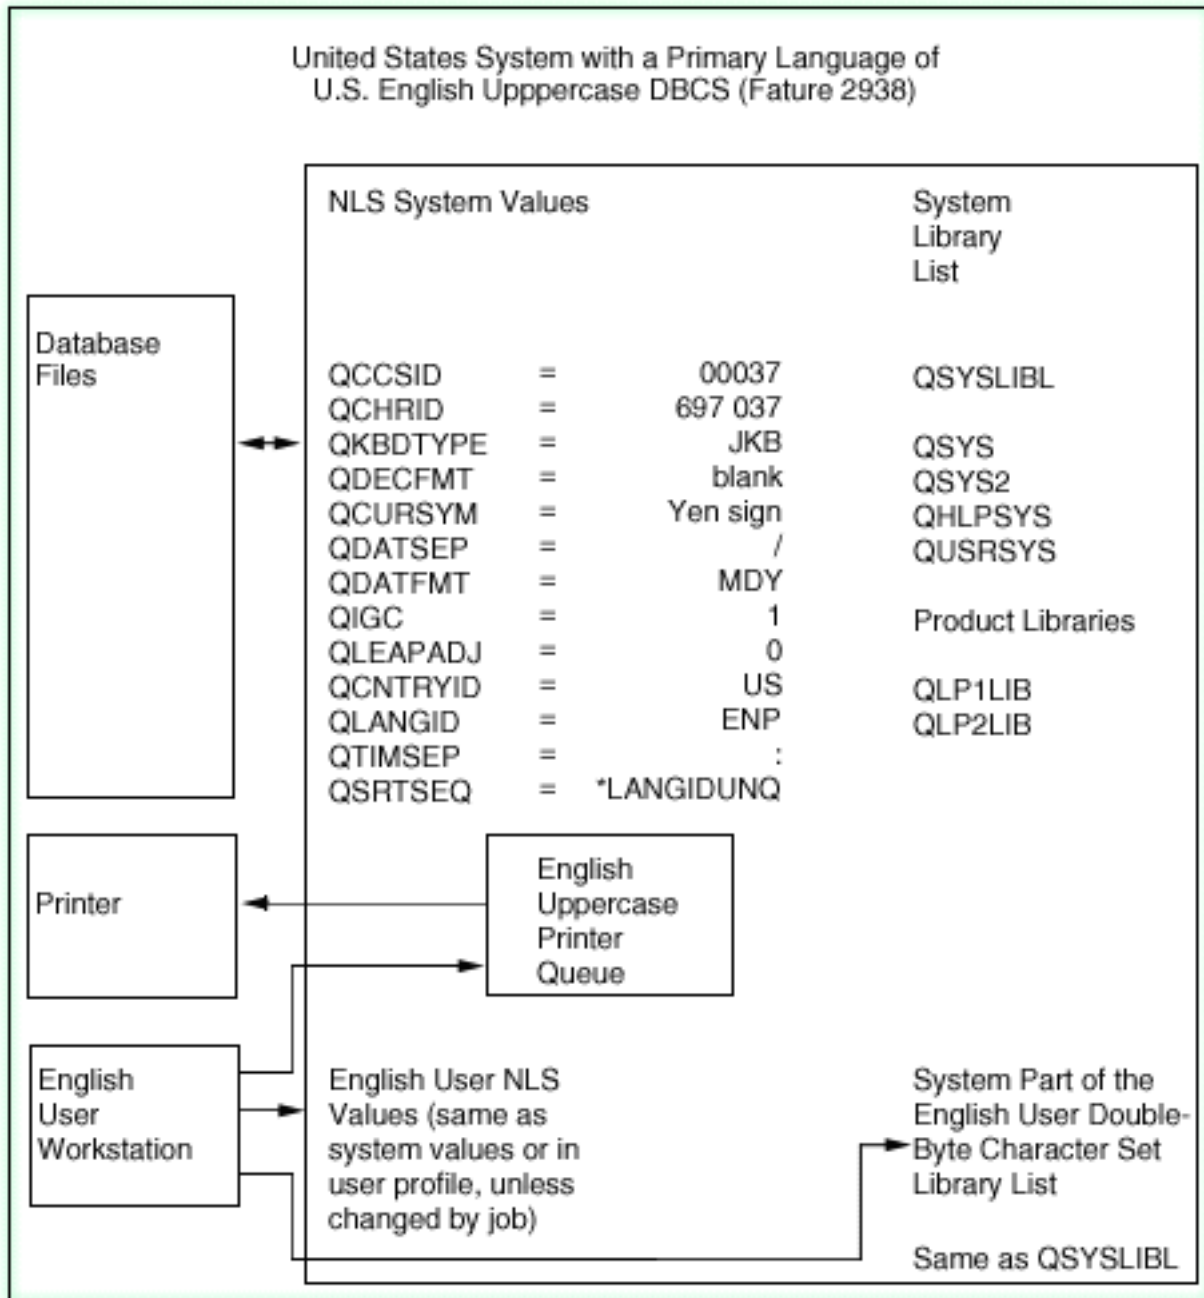 United States System with a Primary Language of
U.S. English Upppercase DBCS (Fature 2938)
NLS System Values
System
Library
List
Database
Files
QCCSID = 00037
QCHRID = 697 037
QKBDTYPE = JKB
QDECFMT = blank
QCURSYM = Yen sign
QDATSEP = /
QDATFMT = MDY
QIGC = 1
QLEAPADJ = 0
QCNTRYID = US
QLANGID = ENP
QTIMSEP = :
QSRTSEQ = *LANGIDUNQ
QSYSLIBL
QSYS
QSYS2
QHLPSYS
QUSRSYS
Product Libraries
QLP1LIB
QLP2LIB
Printer
English
Uppercase
Printer
Queue
English
User
Workstation
English User NLS
Values (same as
system values or in
user profile, unless
changed by job)
System Part of the
English User Double-
Byte Character Set
Library List
Same as QSYSLIBL